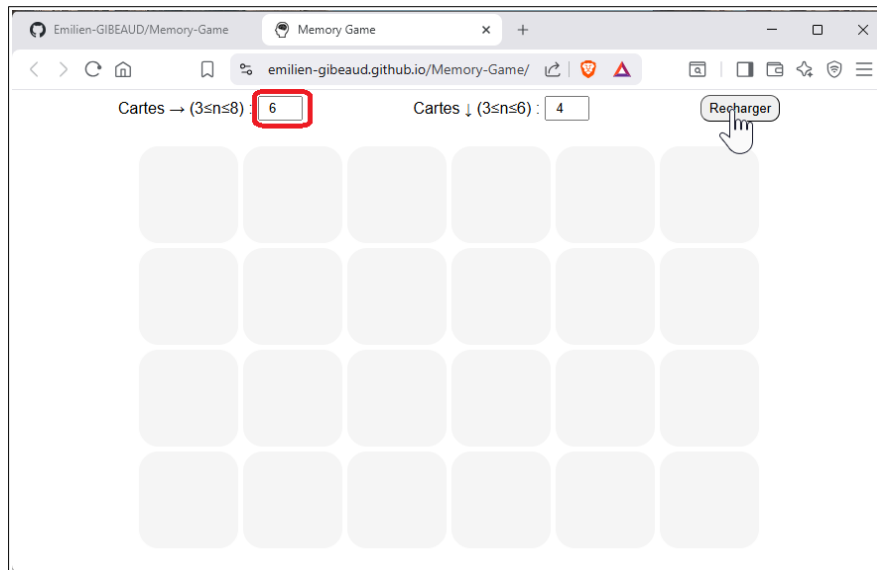 Emilien-GIBEAUD/Memory-Game
Memory Game
emilien-gibeaud.github.io/Memory-Game/
Cartes → (3≤n≤8) : 6
Cartes ↓ (3≤n≤6) : 4
Recharger